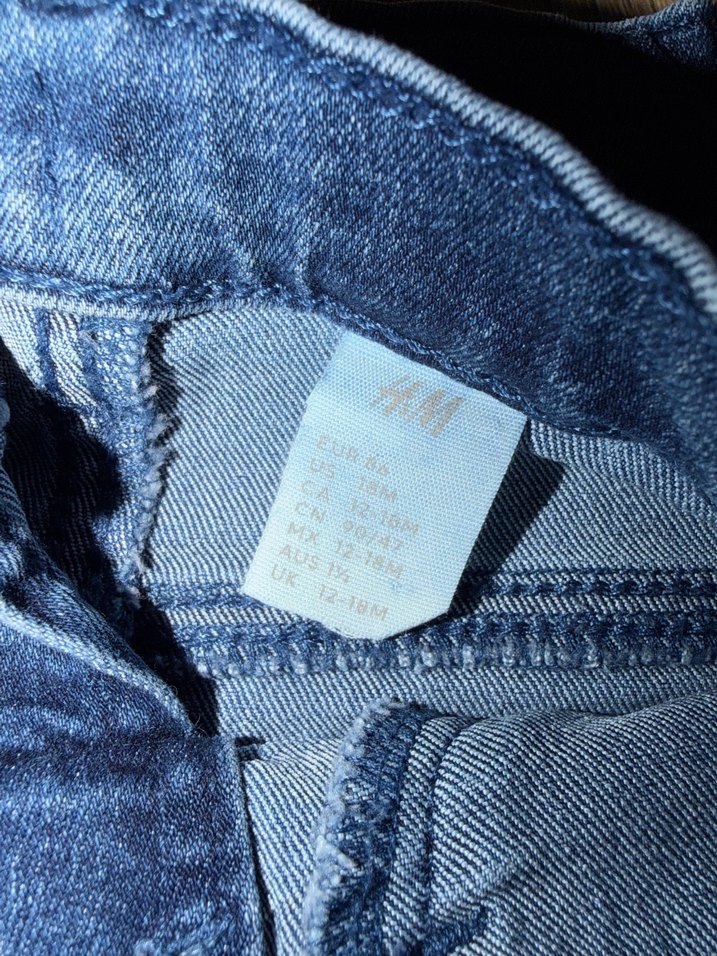 H&M
EUR 86
US 18M
CA 12-18M
CN 90/47
MX 12-18M
AUS 1½
UK 12-18M